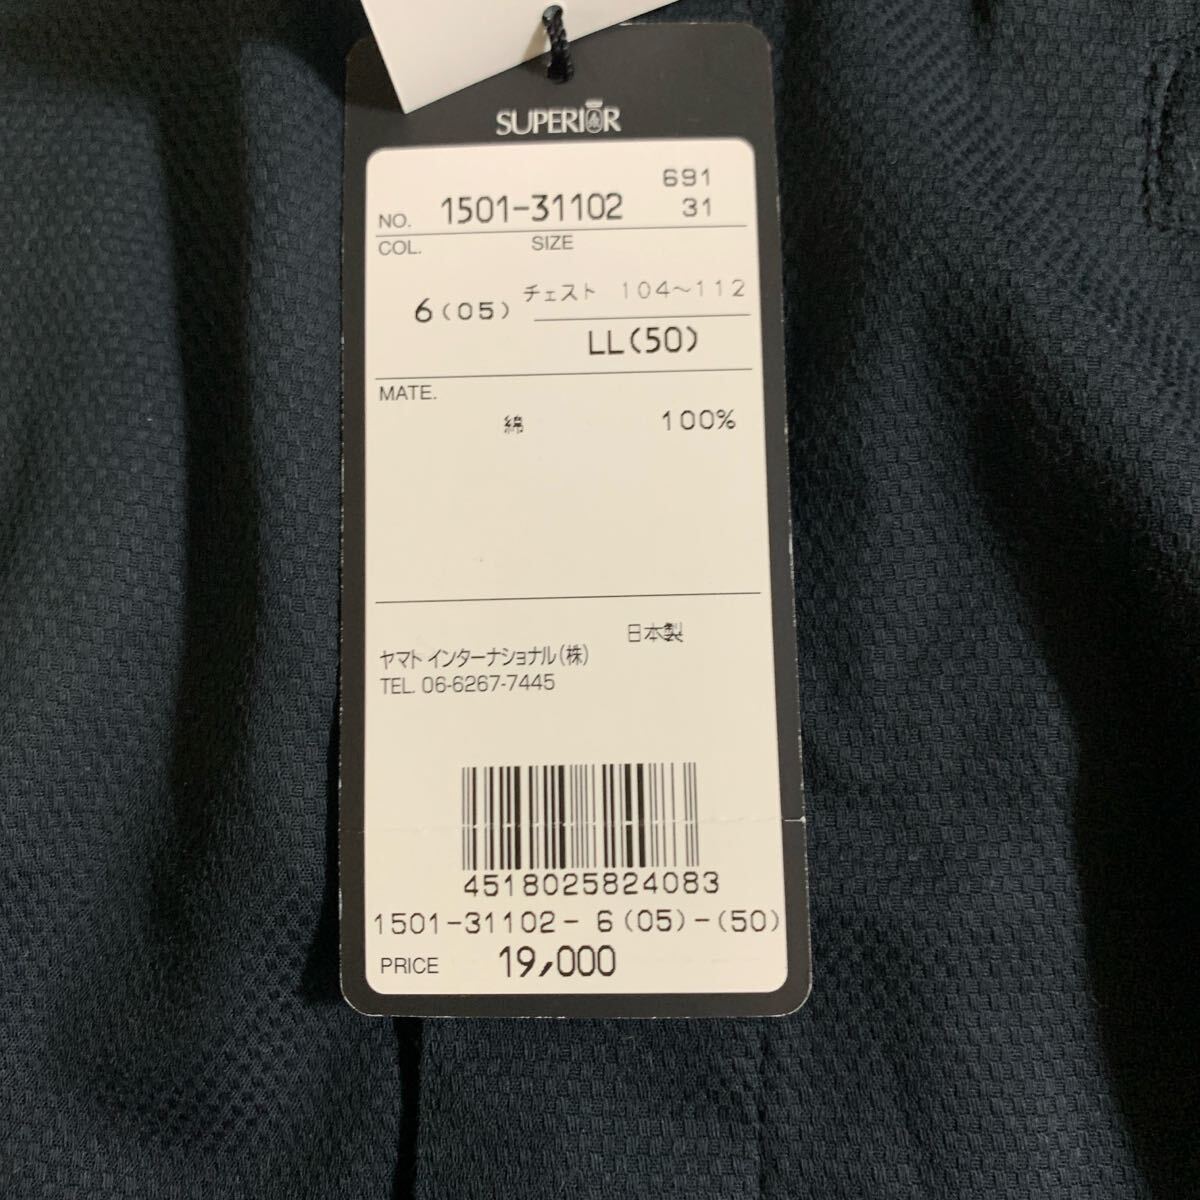 SUPERIOR
691
NO. 1501-31102 31
COL. SIZE
チェスト 104~112
6(05)
LL(50)
MATE.
綿 100%
日本製
ヤマト インターナショナル(株)
TEL. 06-6267-7445
4518025824083
1501-31102- 6(05)-(50)
PRICE 19,000